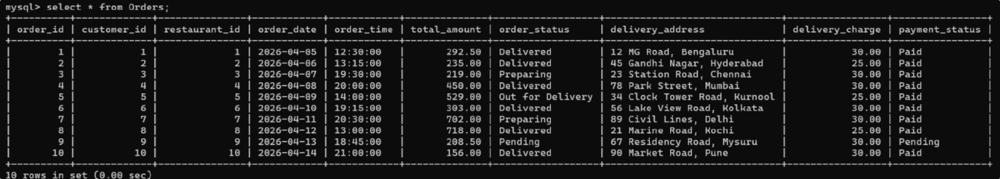 mysql> select * from Orders;
+----------+-------------+---------------+------------+------------+--------------+------------------+------------------------------+-----------------+----------------+
| order_id | customer_id | restaurant_id | order_date | order_time | total_amount | order_status     | delivery_address             | delivery_charge | payment_status |
+----------+-------------+---------------+------------+------------+--------------+------------------+------------------------------+-----------------+----------------+
|        1 |           1 |             1 | 2026-04-05 | 12:30:00   |       292.50 | Delivered        | 12 MG Road, Bengaluru        |           30.00 | Paid           |
|        2 |           2 |             2 | 2026-04-06 | 13:15:00   |       235.00 | Delivered        | 45 Gandhi Nagar, Hyderabad   |           25.00 | Paid           |
|        3 |           3 |             3 | 2026-04-07 | 19:30:00   |       219.00 | Preparing        | 23 Station Road, Chennai     |           30.00 | Paid           |
|        4 |           4 |             4 | 2026-04-08 | 20:00:00   |       450.00 | Delivered        | 78 Park Street, Mumbai       |           30.00 | Paid           |
|        5 |           5 |             5 | 2026-04-09 | 14:00:00   |       529.00 | Out for Delivery | 34 Clock Tower Road, Kurnool |           25.00 | Paid           |
|        6 |           6 |             6 | 2026-04-10 | 19:15:00   |       303.00 | Delivered        | 56 Lake View Road, Kolkata   |           30.00 | Paid           |
|        7 |           7 |             7 | 2026-04-11 | 20:30:00   |       702.00 | Preparing        | 89 Civil Lines, Delhi        |           30.00 | Paid           |
|        8 |           8 |             8 | 2026-04-12 | 13:00:00   |       718.00 | Delivered        | 21 Marine Road, Kochi        |           25.00 | Paid           |
|        9 |           9 |             9 | 2026-04-13 | 18:45:00   |       208.50 | Pending          | 67 Residency Road, Mysuru    |           30.00 | Pending        |
|       10 |          10 |            10 | 2026-04-14 | 21:00:00   |       156.00 | Delivered        | 90 Market Road, Pune         |           30.00 | Paid           |
+----------+-------------+---------------+------------+------------+--------------+------------------+------------------------------+-----------------+----------------+
10 rows in set (0.00 sec)